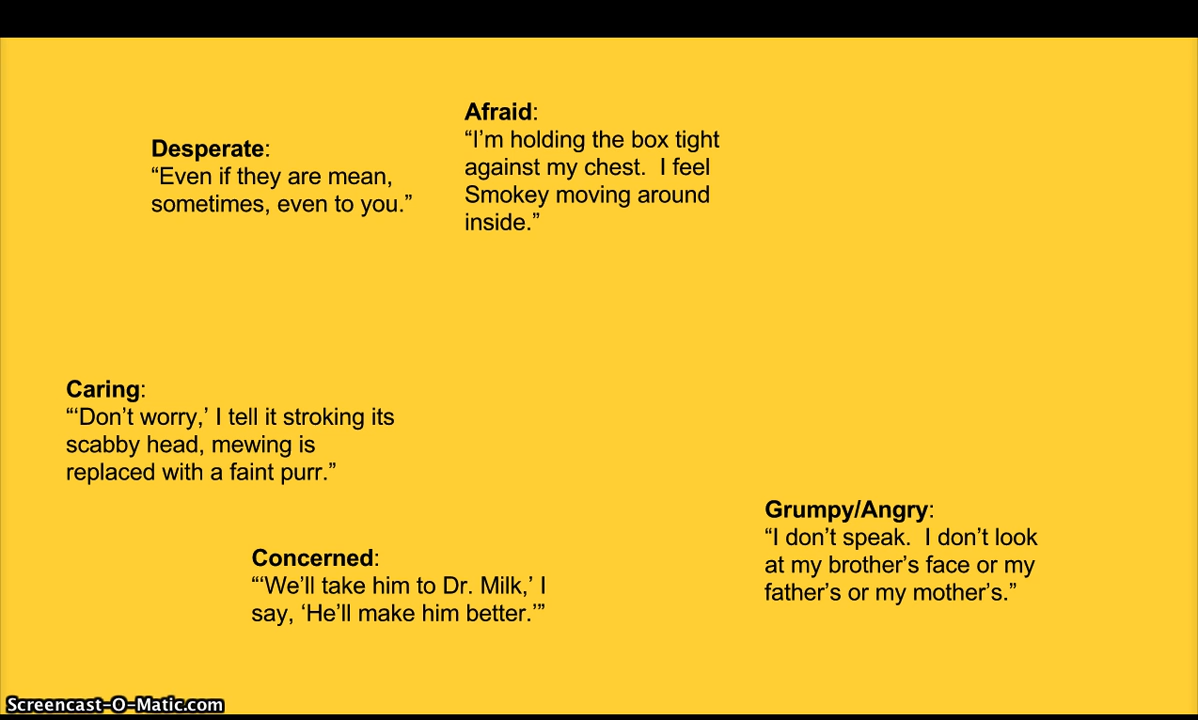 Desperate:
“Even if they are mean,
sometimes, even to you.”
Afraid:
“I’m holding the box tight
against my chest.  I feel
Smokey moving around
inside.”
Caring:
“‘Don’t worry,’ I tell it stroking its
scabby head, mewing is
replaced with a faint purr.”
Concerned:
“‘We’ll take him to Dr. Milk,’ I
say, ‘He’ll make him better.’”
Grumpy/Angry:
“I don’t speak.  I don’t look
at my brother’s face or my
father’s or my mother’s.”
Screencast-O-Matic.com